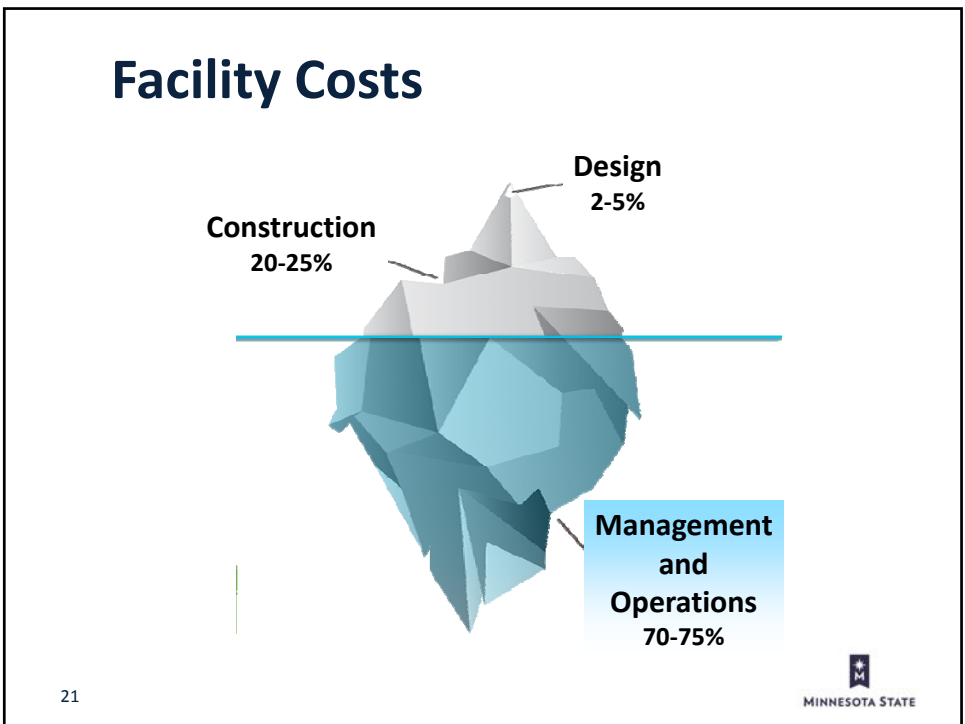 Facility Costs
Design
2-5%
Construction
20-25%
Management
and
Operations
70-75%
21
M
MINNESOTA STATE